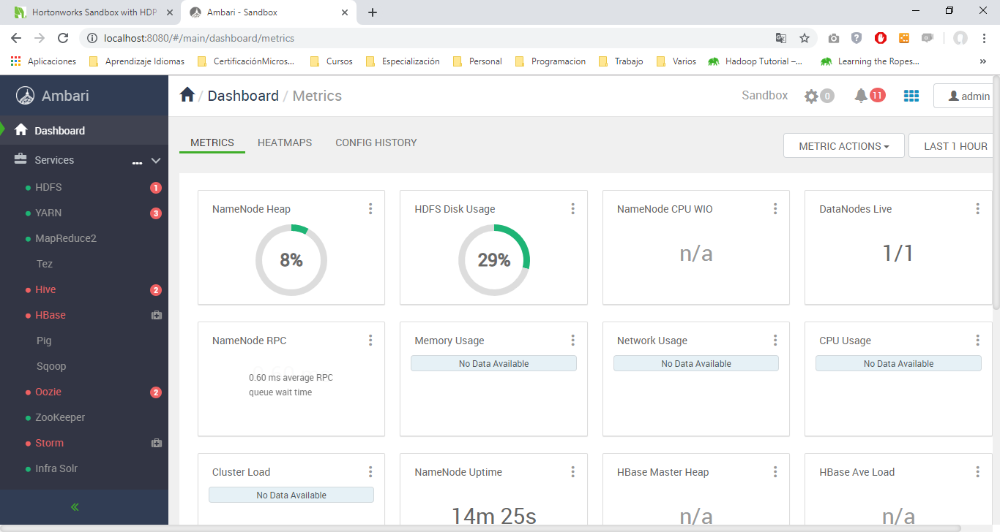 Hortonworks Sandbox with HDP
Ambari - Sandbox
localhost:8080/#/main/dashboard/metrics
Aplicaciones
Aprendizaje Idiomas
CertificaciónMicros...
Cursos
Especialización
Personal
Programacion
Trabajo
Varios
Hadoop Tutorial –...
Learning the Ropes...
Ambari
Dashboard / Metrics
Sandbox
0
11
admin
Dashboard
Services
HDFS 1
YARN 3
MapReduce2
Tez
Hive 2
HBase
Pig
Sqoop
Oozie 2
ZooKeeper
Storm
Infra Solr
METRICS
HEATMAPS
CONFIG HISTORY
METRIC ACTIONS
LAST 1 HOUR
NameNode Heap
8%
HDFS Disk Usage
29%
NameNode CPU WIO
n/a
DataNodes Live
1/1
NameNode RPC
0.60 ms average RPC
queue wait time
Memory Usage
No Data Available
Network Usage
No Data Available
CPU Usage
No Data Available
Cluster Load
No Data Available
NameNode Uptime
14m 25s
HBase Master Heap
n/a
HBase Ave Load
n/a